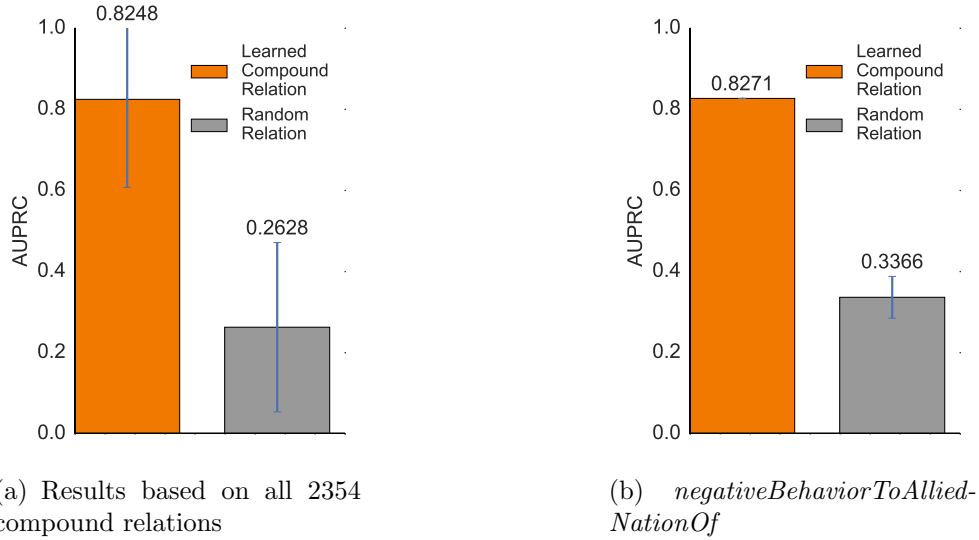 0.8248
1.0
0.8
0.6
0.4
0.2
0.0
AUPRC
Learned
Compound
Relation
Random
Relation
0.2628
(a) Results based on all 2354
compound relations
1.0
0.8
0.6
0.4
0.2
0.0
AUPRC
0.8271
Learned
Compound
Relation
Random
Relation
0.3366
(b) negativeBehaviorToAllied-
NationOf